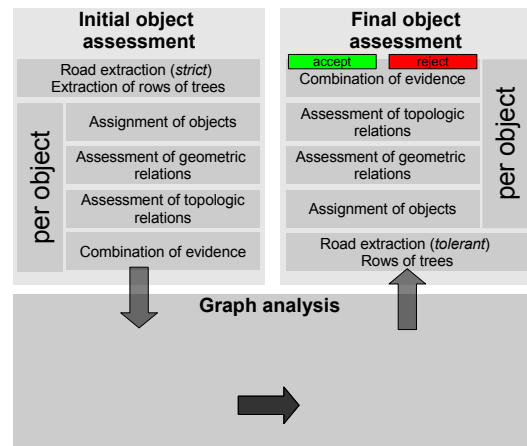 Initial object
assessment
Road extraction (strict)
Extraction of rows of trees
per object
Assignment of objects
Assessment of geometric
relations
Assessment of topologic
relations
Combination of evidence
Final object
assessment
accept
reject
Combination of evidence
Assessment of topologic
relations
Assessment of geometric
relations
Assignment of objects
per object
Road extraction (tolerant)
Rows of trees
Graph analysis